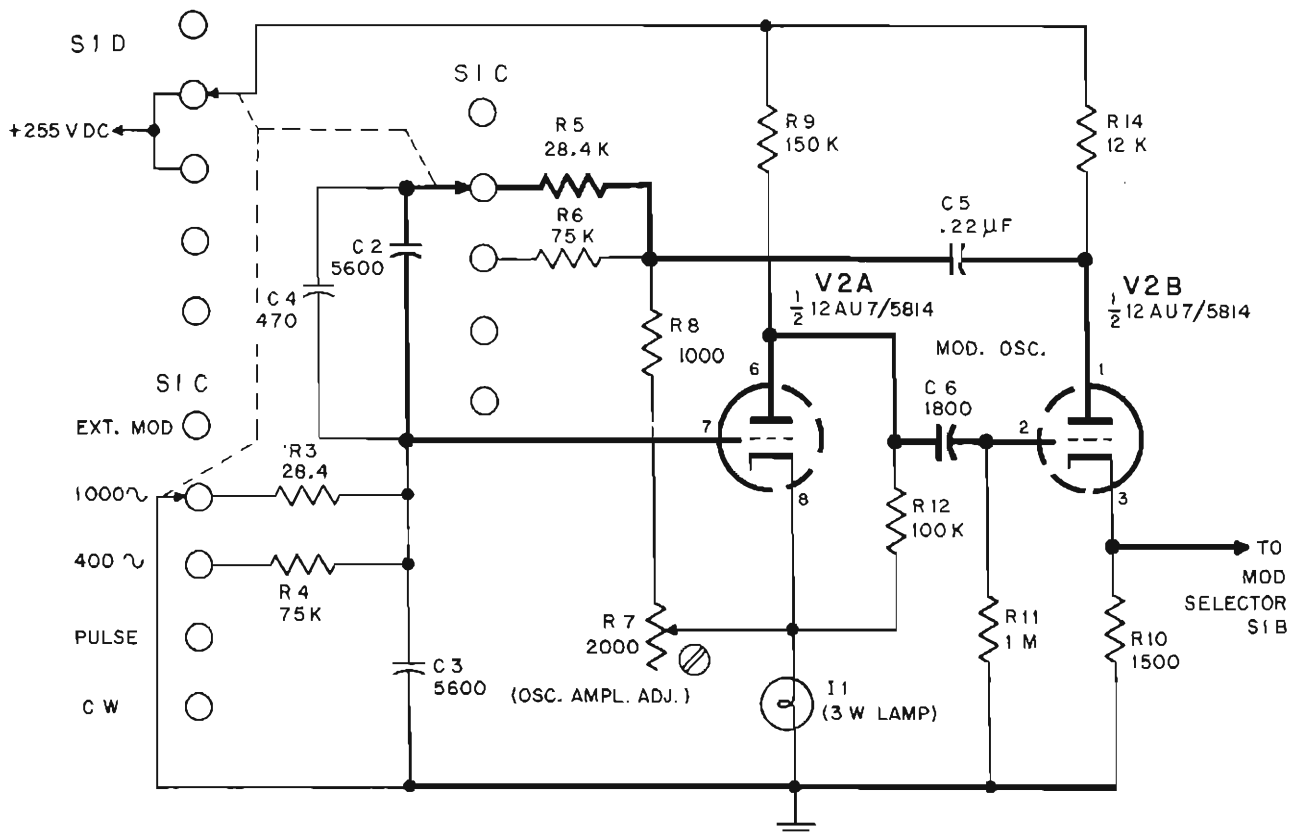 S1D
+255 VDC
S1C
R5
28.4 K
R6
75 K
C2
5600
C4
470
R9
150 K
R14
12 K
C5
.22 µF
V2A
1/2 12AU7/5814
V2B
1/2 12AU7/5814
MOD. OSC.
R8
1000
6
7
8
C6
1800
1
2
3
S1C
EXT. MOD
R3
28.4
1000~
400~
R4
75K
PULSE
CW
C3
5600
R7
2000
(OSC. AMPL. ADJ.)
R12
100 K
I1
(3W LAMP)
R11
1 M
R10
1500
TO
MOD
SELECTOR
S1B